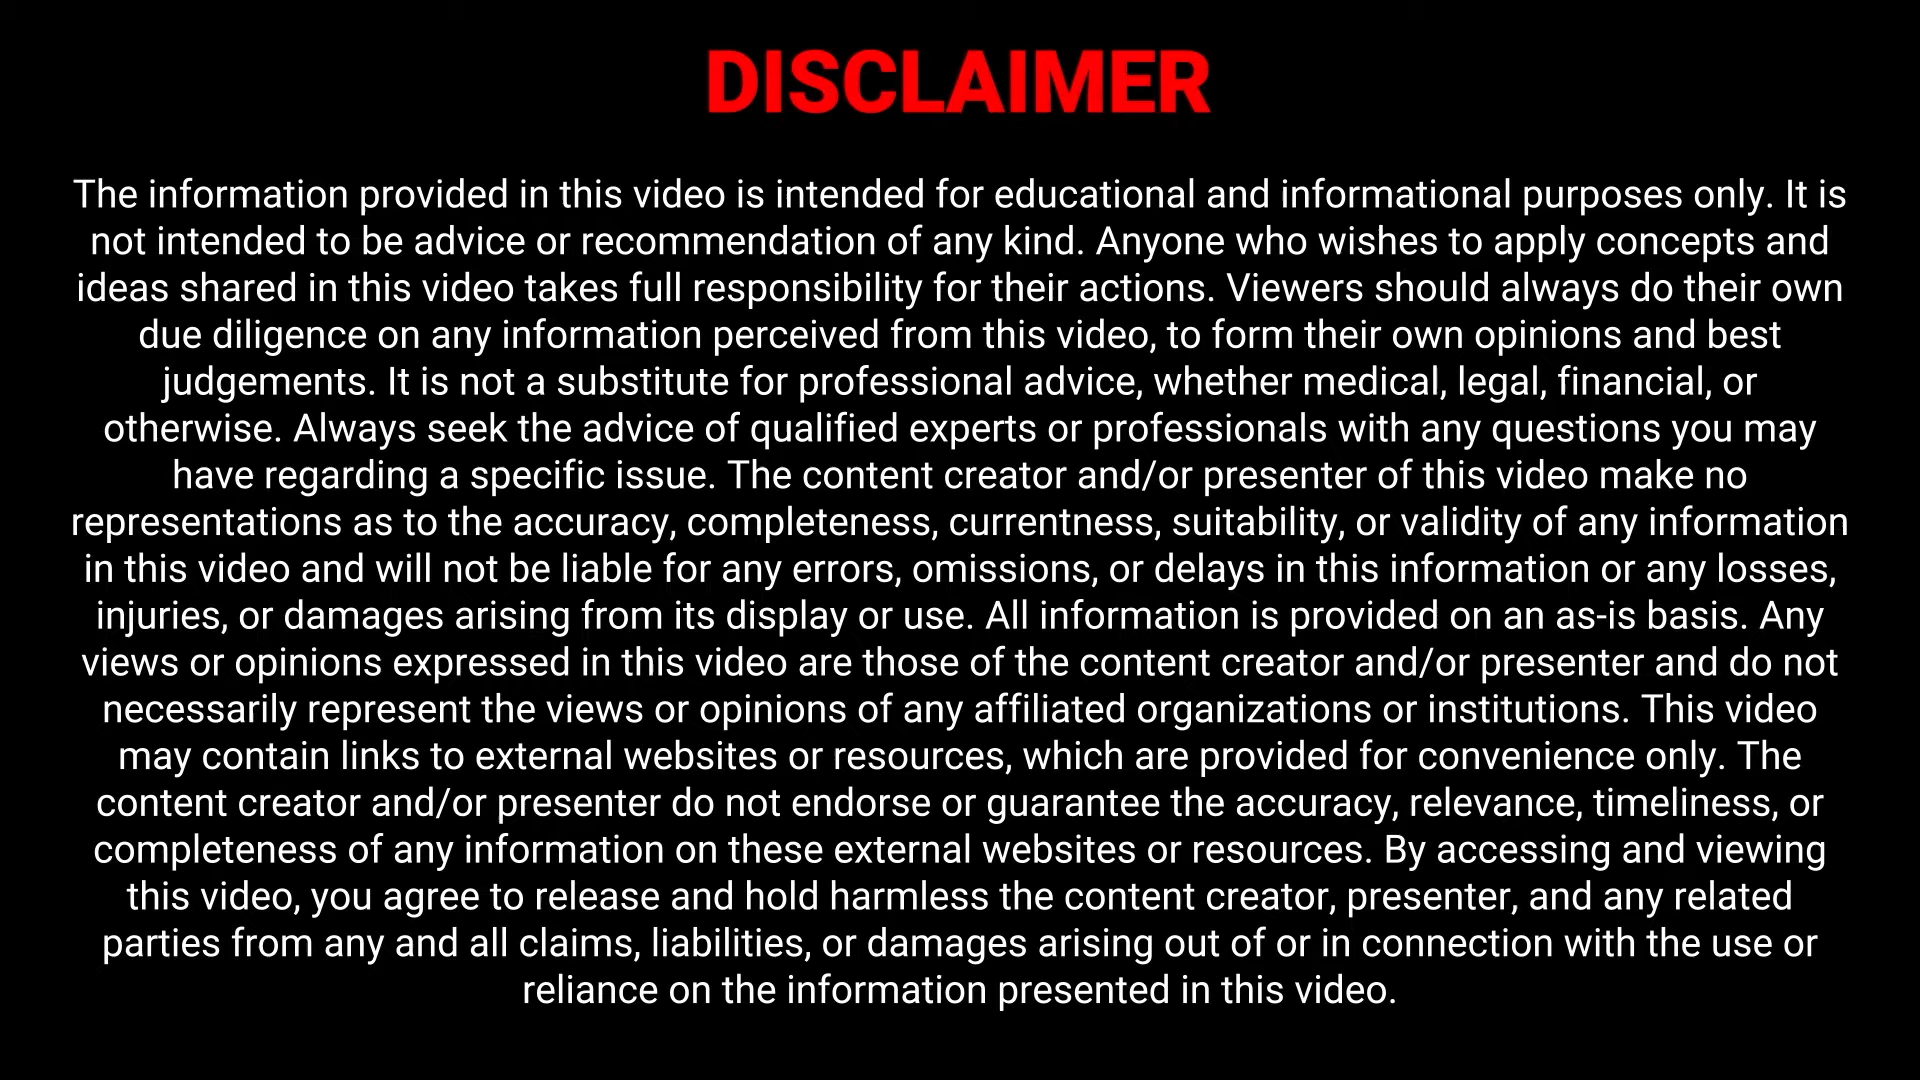 DISCLAIMER
The information provided in this video is intended for educational and informational purposes only. It is
not intended to be advice or recommendation of any kind. Anyone who wishes to apply concepts and
ideas shared in this video takes full responsibility for their actions. Viewers should always do their own
due diligence on any information perceived from this video, to form their own opinions and best
judgements. It is not a substitute for professional advice, whether medical, legal, financial, or
otherwise. Always seek the advice of qualified experts or professionals with any questions you may
have regarding a specific issue. The content creator and/or presenter of this video make no
representations as to the accuracy, completeness, currentness, suitability, or validity of any information
in this video and will not be liable for any errors, omissions, or delays in this information or any losses,
injuries, or damages arising from its display or use. All information is provided on an as-is basis. Any
views or opinions expressed in this video are those of the content creator and/or presenter and do not
necessarily represent the views or opinions of any affiliated organizations or institutions. This video
may contain links to external websites or resources, which are provided for convenience only. The
content creator and/or presenter do not endorse or guarantee the accuracy, relevance, timeliness, or
completeness of any information on these external websites or resources. By accessing and viewing
this video, you agree to release and hold harmless the content creator, presenter, and any related
parties from any and all claims, liabilities, or damages arising out of or in connection with the use or
reliance on the information presented in this video.